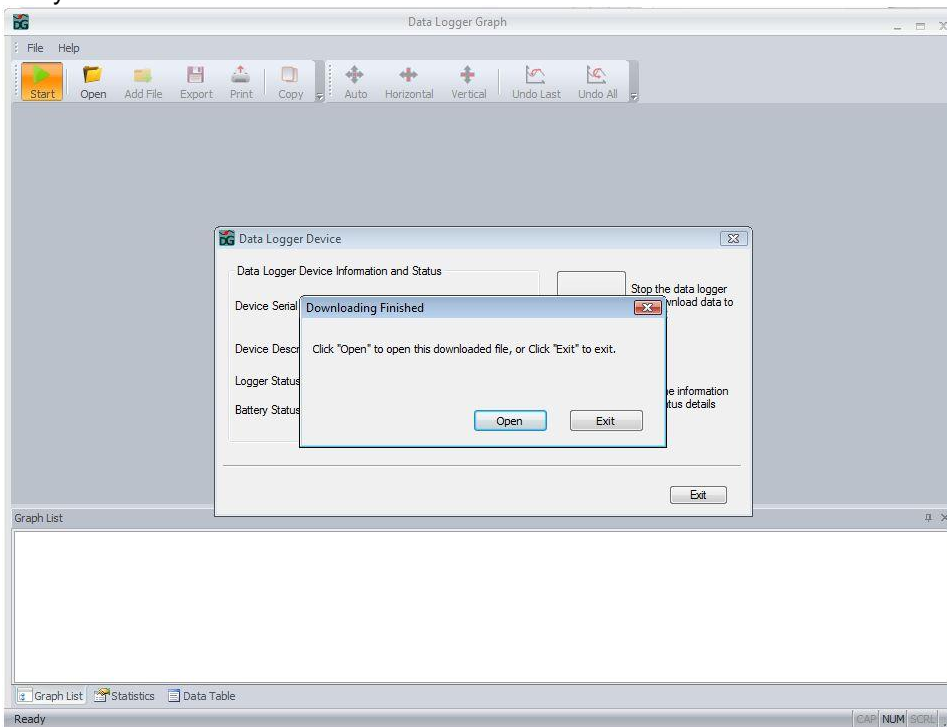 DG
Data Logger Graph
File Help
Start Open Add File Export Print Copy Auto Horizontal Vertical Undo Last Undo All
DG Data Logger Device
Data Logger Device Information and Status
Stop the data logger
Device Serial
Downloading Finished
data to
Device
Click "Open" to open this downloaded file, or Click "Exit" to exit.
Logger Status
information
Battery Status
details
Open Exit
Exit
Graph List
Graph List Statistics Data Table
Ready CAP NUM SCRL